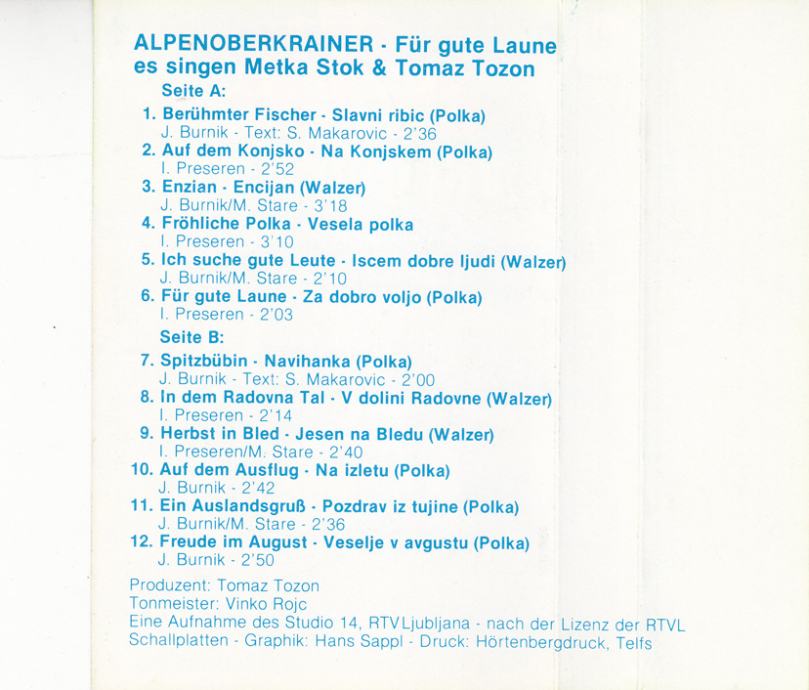 ALPENOBERKRAINER · Für gute Laune
es singen Metka Stok & Tomaz Tozon
Seite A:
1. Berühmter Fischer · Slavni ribic (Polka)
J. Burnik - Text: S. Makarovic - 2'36
2. Auf dem Konjsko · Na Konjskem (Polka)
I. Preseren - 2'52
3. Enzian · Encijan (Walzer)
J. Burnik/M. Stare - 3'18
4. Fröhliche Polka · Vesela polka
I. Preseren - 3'10
5. Ich suche gute Leute · Iscem dobre ljudi (Walzer)
J. Burnik/M. Stare - 2'10
6. Für gute Laune · Za dobro voljo (Polka)
I. Preseren - 2'03
Seite B:
7. Spitzbübin · Navihanka (Polka)
J. Burnik - Text: S. Makarovic - 2'00
8. In dem Radovna Tal · V dolini Radovne (Walzer)
I. Preseren - 2'14
9. Herbst in Bled · Jesen na Bledu (Walzer)
I. Preseren/M. Stare - 2'40
10. Auf dem Ausflug · Na izletu (Polka)
J. Burnik - 2'42
11. Ein Auslandsgruß · Pozdrav iz tujine (Polka)
J. Burnik/M. Stare - 2'36
12. Freude im August · Veselje v avgustu (Polka)
J. Burnik - 2'50
Produzent: Tomaz Tozon
Tonmeister: Vinko Rojc
Eine Aufnahme des Studio 14, RTVLjubljana - nach der Lizenz der RTVL
Schallplatten - Graphik: Hans Sappl - Druck: Hörtenbergdruck, Telfs